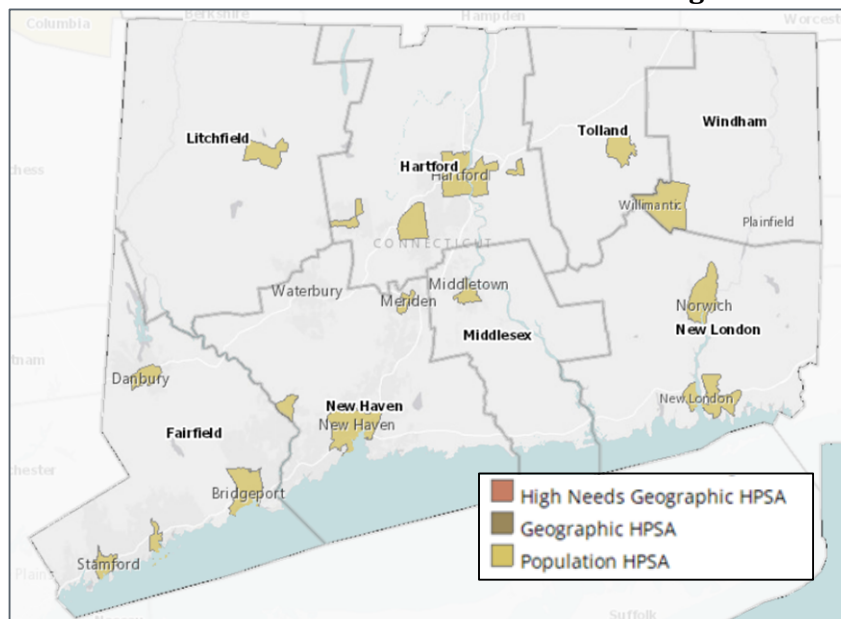 g
Columbia
Berkshire
Hampden
Worcest
Litchfield
Tolland
Windham
Hartford
Hartford
chess
Willimantic
Plainfield
CONNECTICUT
Waterbury
Meriden
Middletown
Norwich
New London
Middlesex
tnam
Danbury
New London
New Haven
New Haven
Fairfield
chester
Bridgeport
Stamford
Plains
High Needs Geographic HPSA
Geographic HPSA
Population HPSA
Suffolk